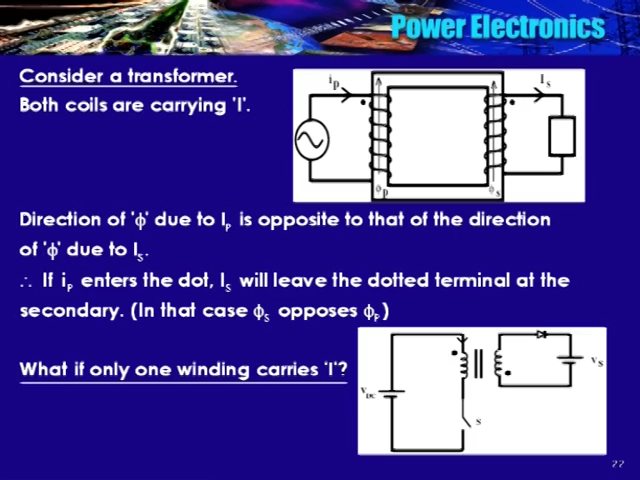 Power Electronics
Consider a transformer.
Both coils are carrying 'I'.
iP
Is
ϕp
ϕs
Direction of 'ϕ' due to IP is opposite to that of the direction
of 'ϕ' due to IS.
∴ If iP enters the dot, IS will leave the dotted terminal at the
secondary. (In that case ϕS opposes ϕP)
What if only one winding carries 'I'?
VDC
S
VS
22